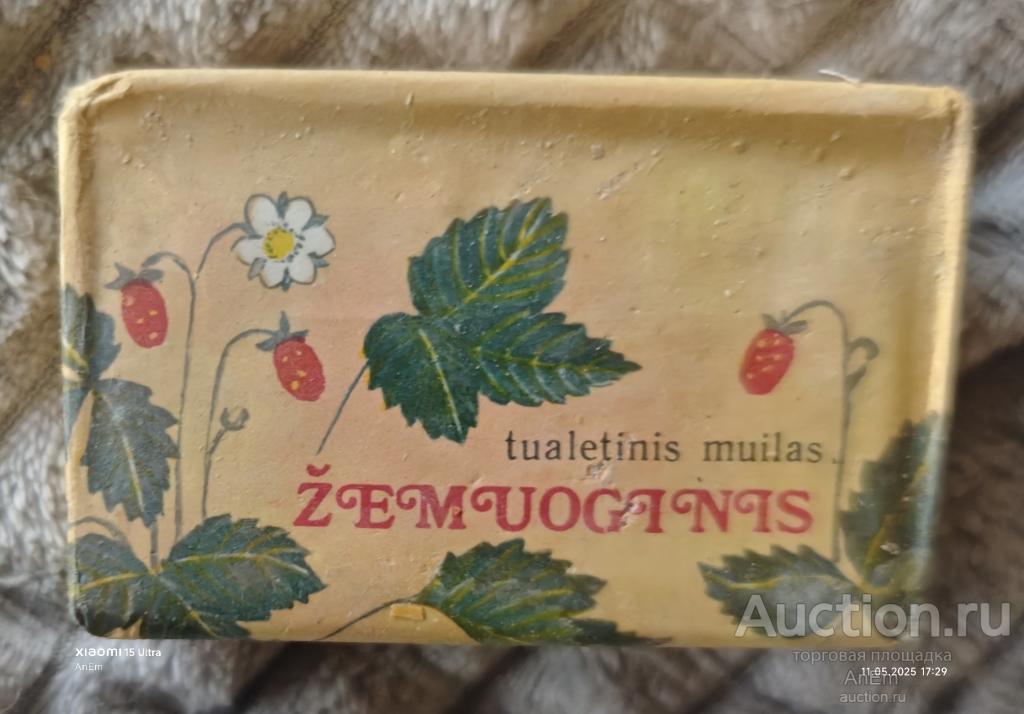 tualetinis muilas
ŽEMUOGINIS
Auction.ru
торговая площадка
XIAOMI 15 Ultra
AnEm
11.05.2025 17:29
AnEm
auction.ru